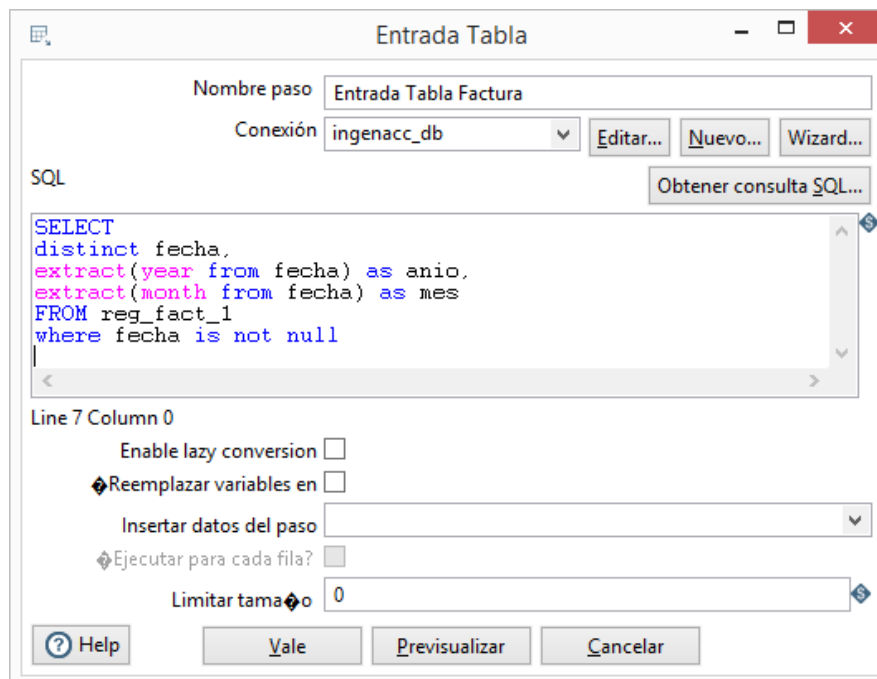 Entrada Tabla
Nombre paso Entrada Tabla Factura
Conexión ingenacc_db Editar... Nuevo... Wizard...
SQL
Obtener consulta SQL...
SELECT
distinct fecha,
extract(year from fecha) as anio,
extract(month from fecha) as mes
FROM reg_fact_1
where fecha is not null
Line 7 Column 0
Enable lazy conversion
�Reemplazar variables en
Insertar datos del paso
�Ejecutar para cada fila?
Limitar tama�o 0
Help Vale Previsualizar Cancelar